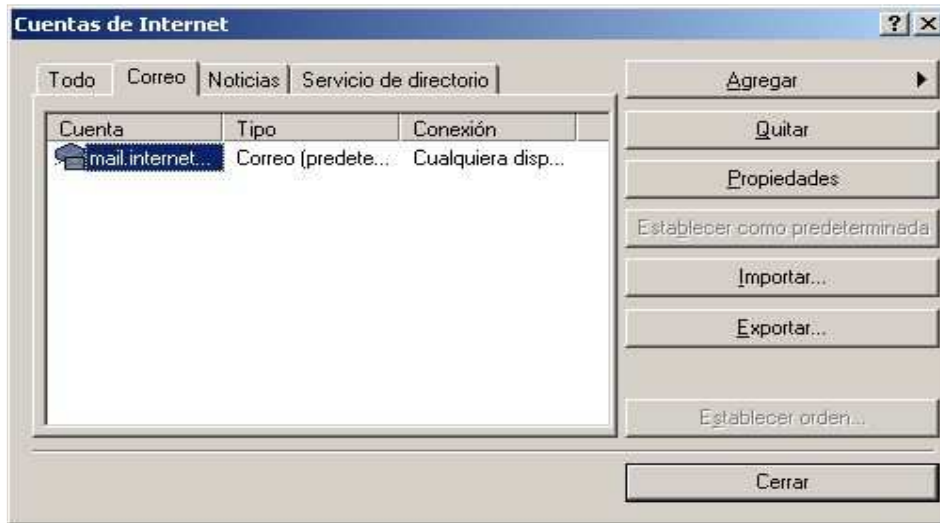 Cuentas de Internet
Todo Correo Noticias Servicio de directorio
Cuenta Tipo Conexión
mail.internet... Correo (predete... Cualquiera disp...
Agregar
Quitar
Propiedades
Establecer como predeterminada
Importar...
Exportar...
Establecer orden...
Cerrar